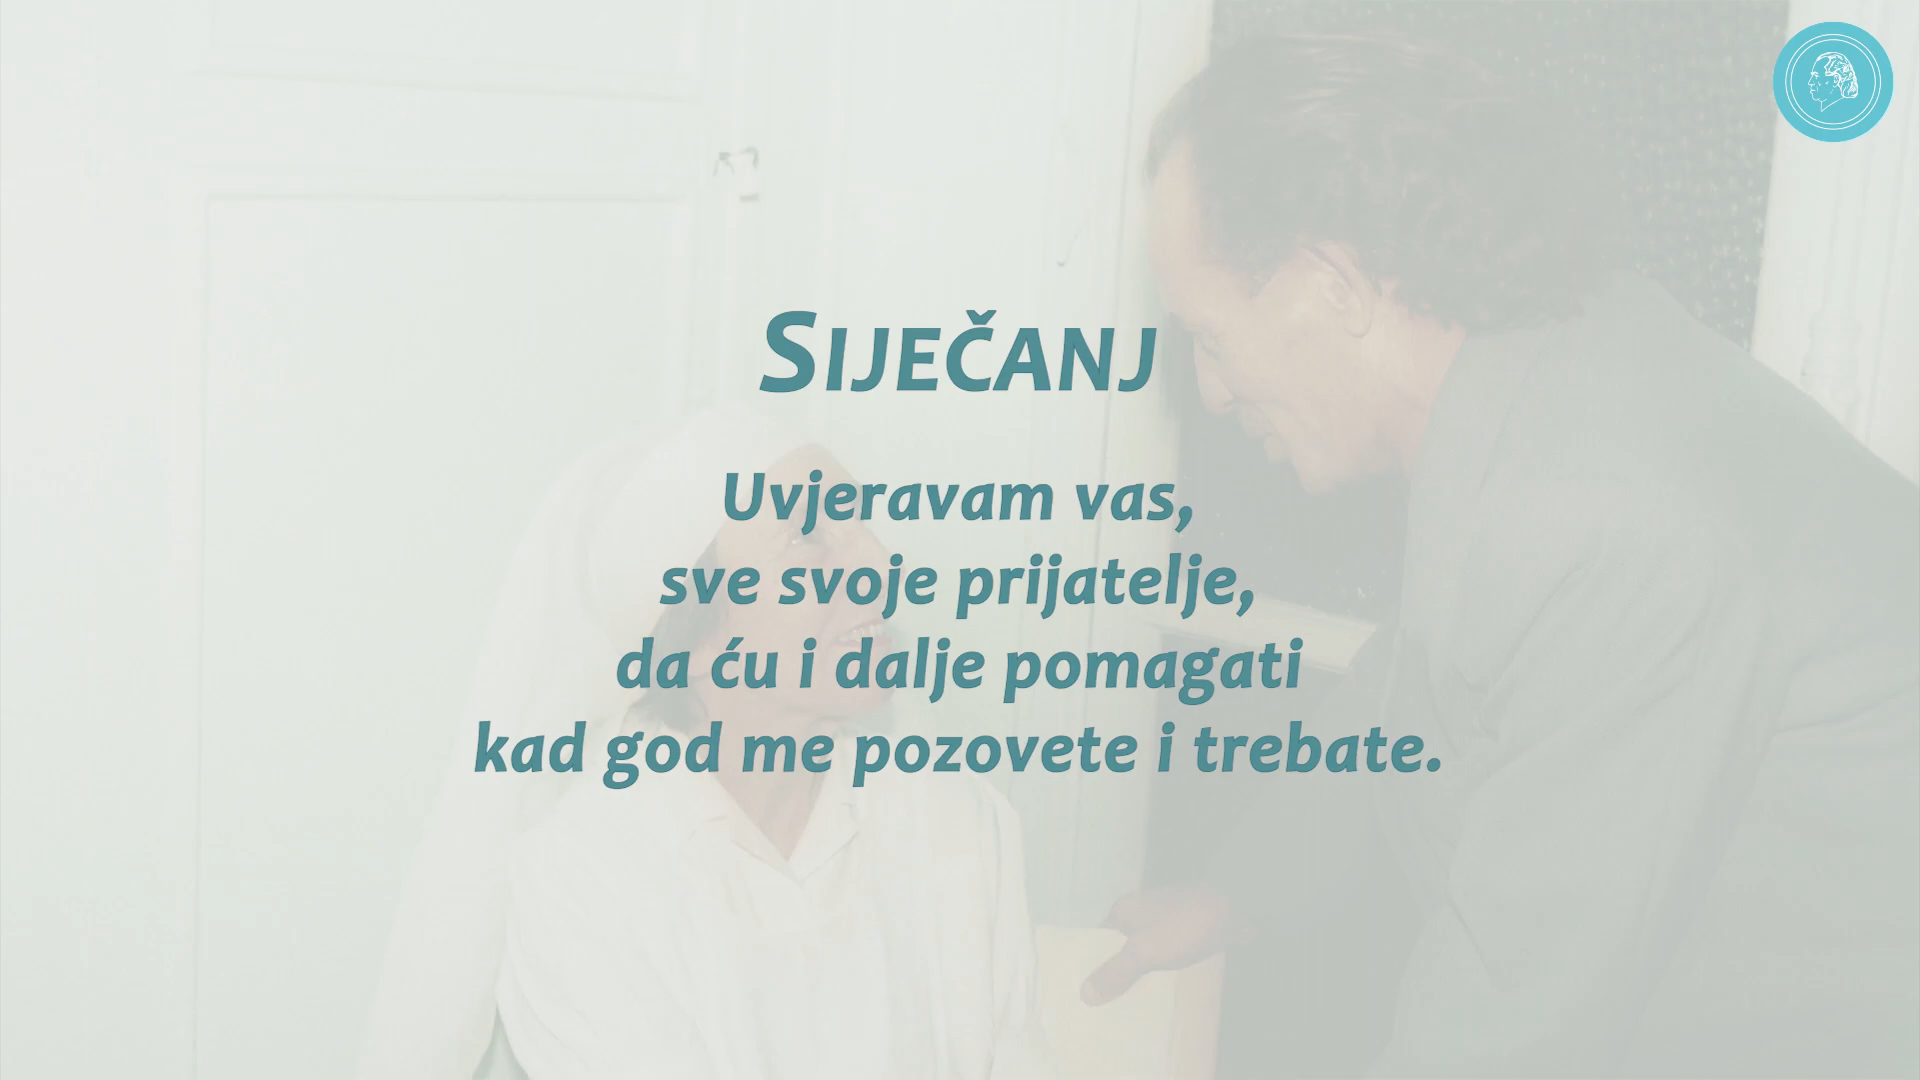 SIJEČANJ
Uvjeravam vas,
sve svoje prijatelje,
da ću i dalje pomagati
kad god me pozovete i trebate.